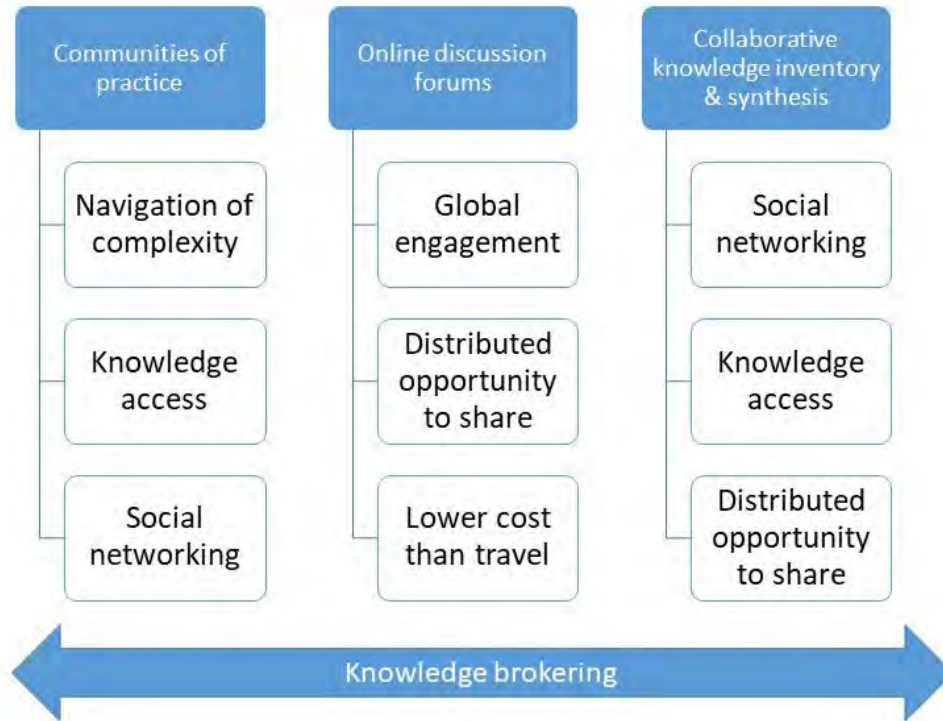 Communities of
practice
Navigation of
complexity
Knowledge
access
Social
networking
Online discussion
forums
Global
engagement
Distributed
opportunity
to share
Lower cost
than travel
Collaborative
knowledge inventory
& synthesis
Social
networking
Knowledge
access
Distributed
opportunity
to share
Knowledge brokering